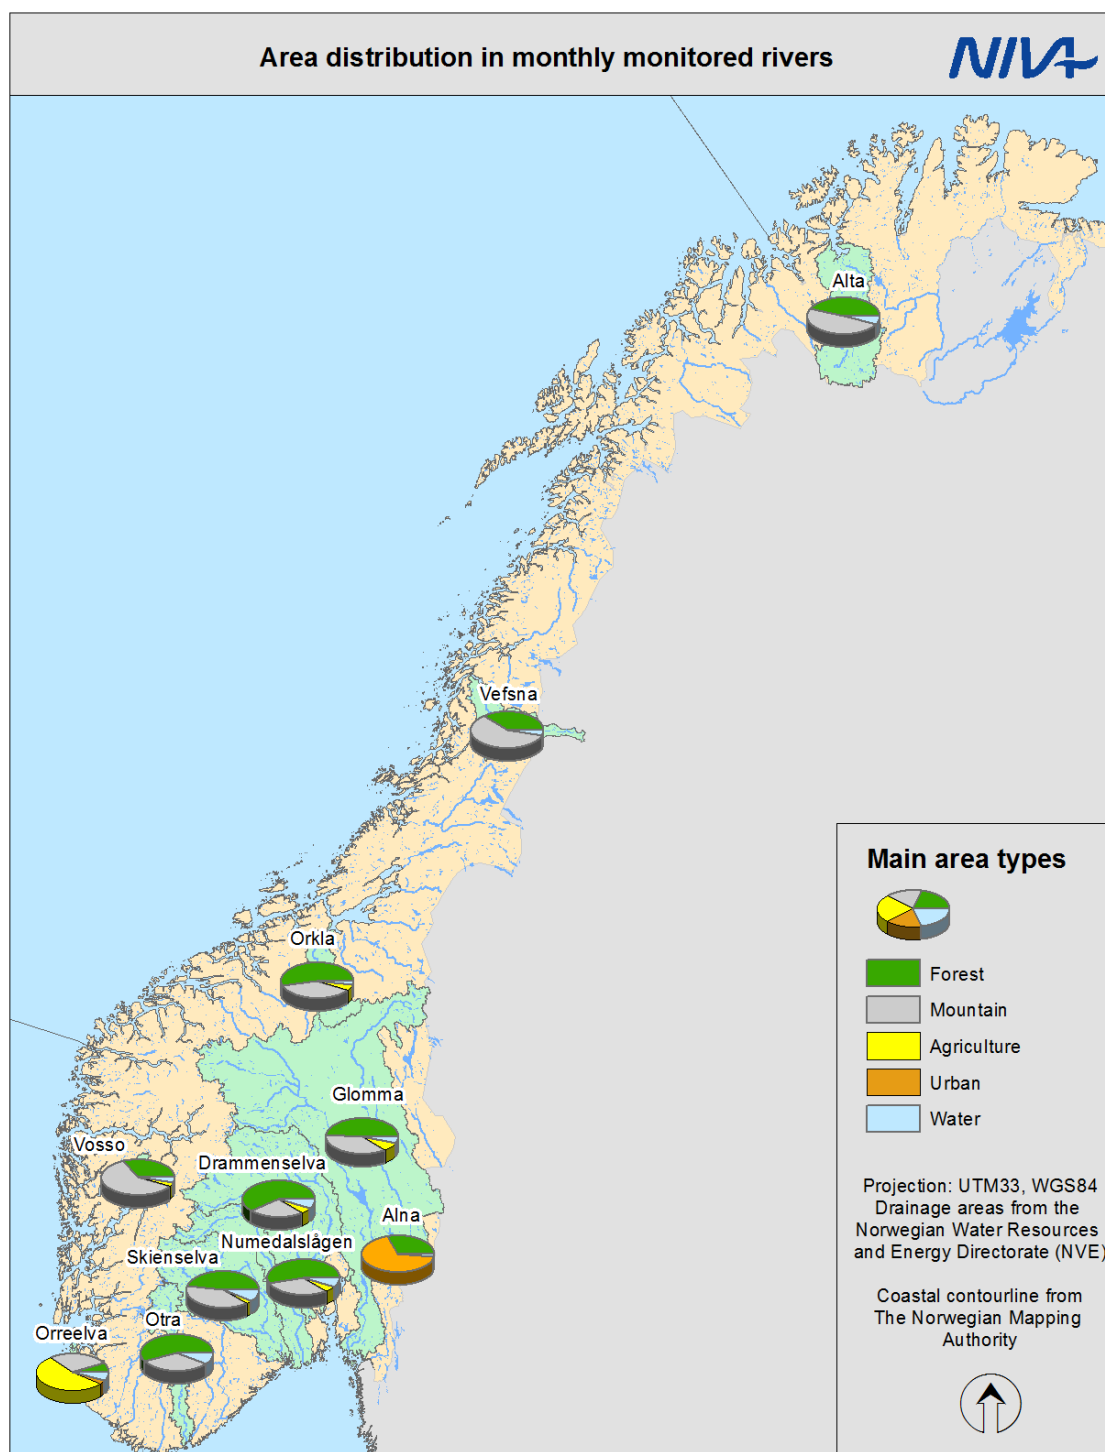 Area distribution in monthly monitored rivers
NIVA
Alta
Vefsna
Orkla
Glomma
Vosso
Drammenselva
Alna
Numedalslågen
Skienselva
Otra
Orreelva
Main area types
Forest
Mountain
Agriculture
Urban
Water
Projection: UTM33, WGS84
Drainage areas from the
Norwegian Water Resources
and Energy Directorate (NVE)
Coastal contourline from
The Norwegian Mapping
Authority